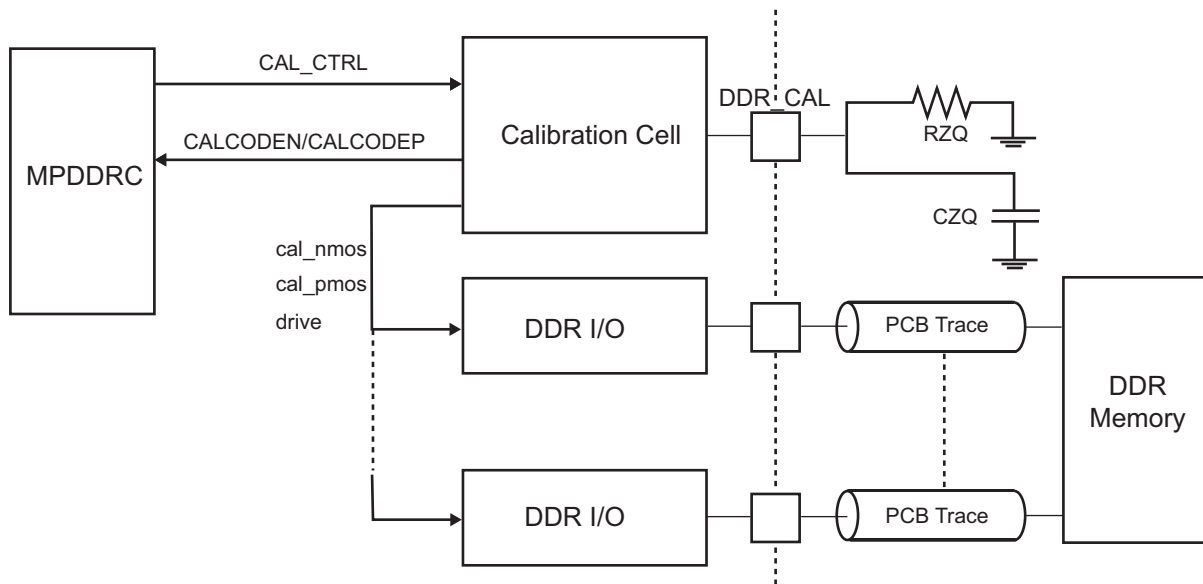 CAL_CTRL
DDR_CAL
RZQ
CALCODEN/CALCODEP
Calibration Cell
MPDDRC
CZQ
cal_nmos
cal_pmos
drive
DDR I/O
PCB Trace
DDR
Memory
DDR I/O
PCB Trace